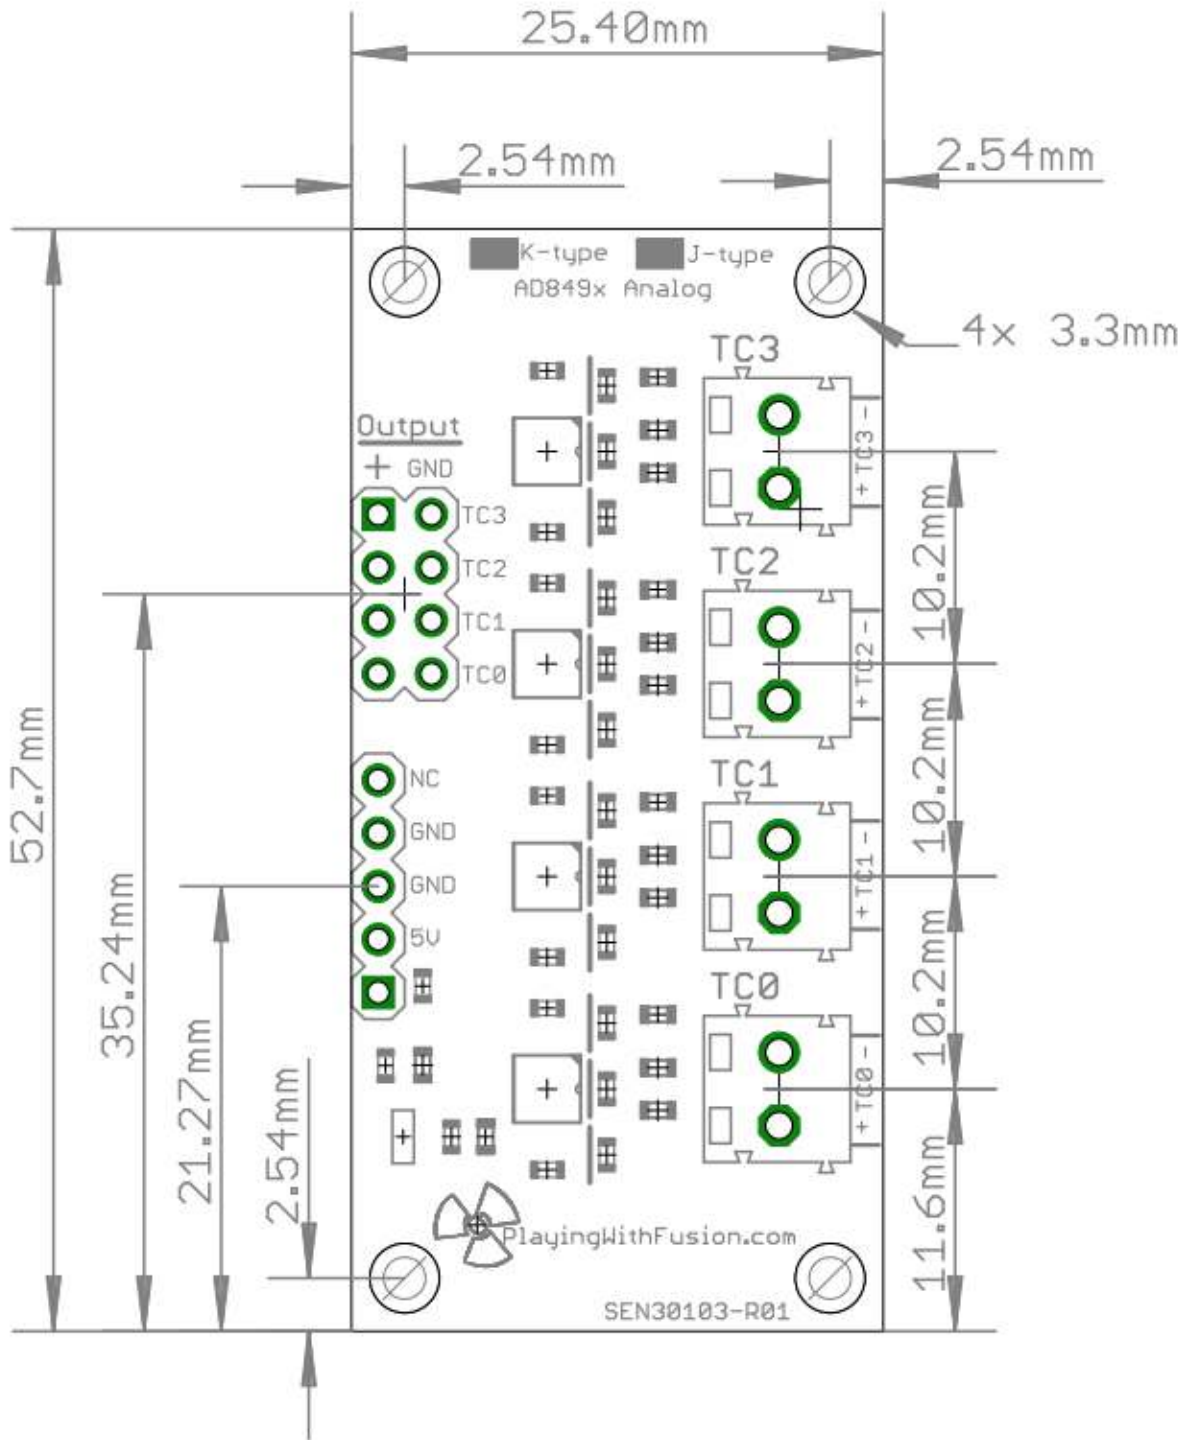 25.40mm
2.54mm
2.54mm
K-type J-type
AD849x Analog
4x 3.3mm
TC3
Output
+ GND
TC3
TC2
TC1
TC0
+ TC3 -
10.2mm
TC2
+ TC2 -
10.2mm
NC
GND
GND
5V
TC1
+ TC1 -
10.2mm
TC0
+ TC0 -
11.6mm
52.7mm
35.24mm
21.27mm
2.54mm
PlayingWithFusion.com
SEN30103-R01